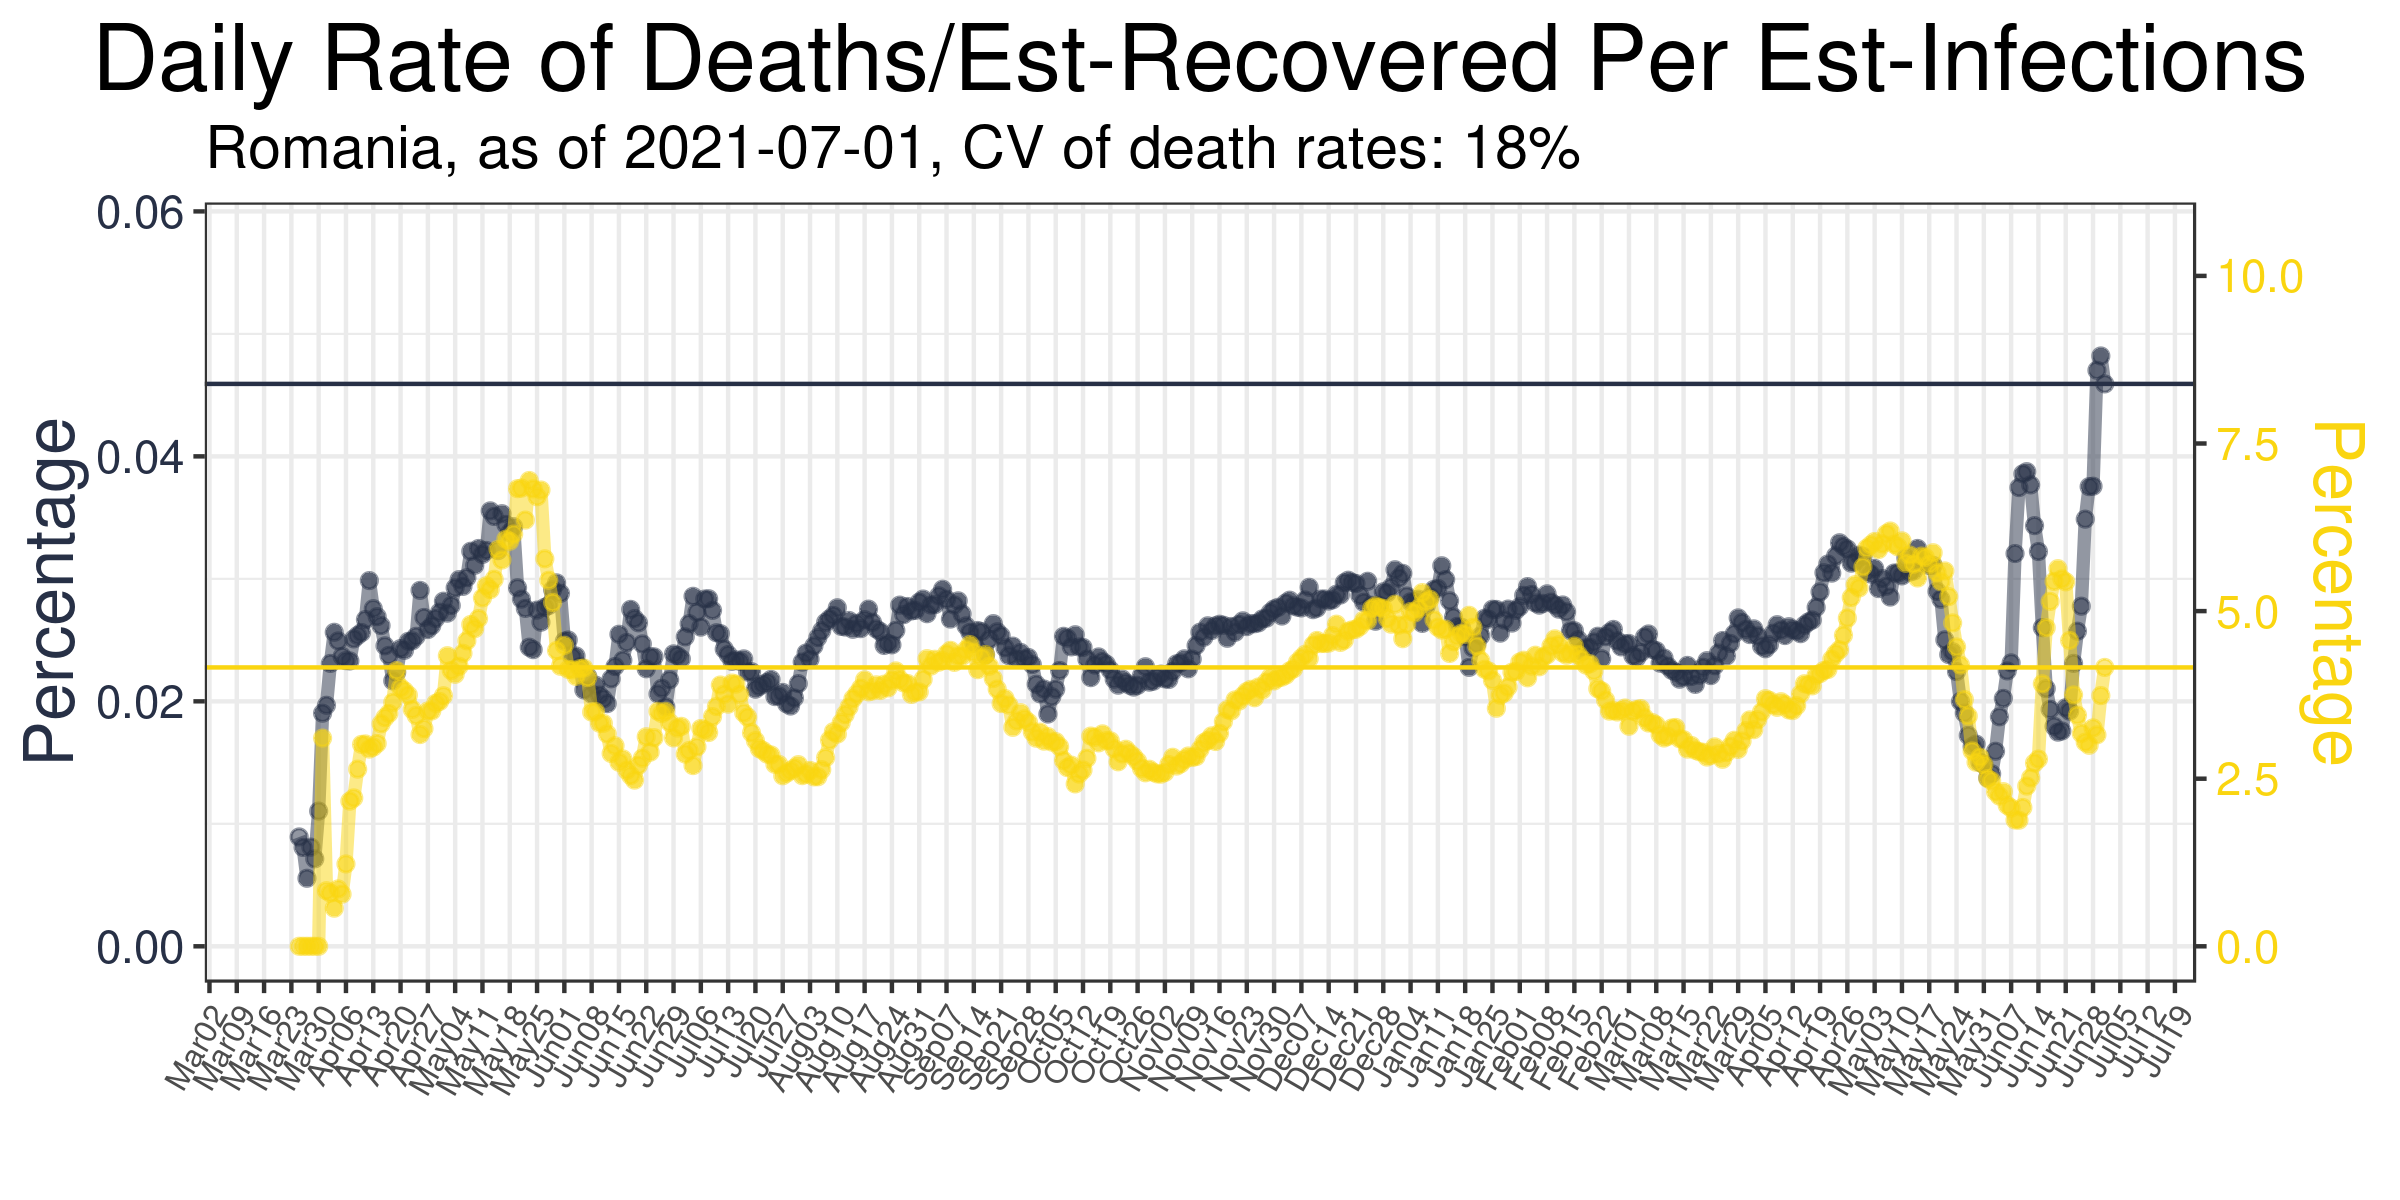 Daily Rate of Deaths/Est-Recovered Per Est-Infections
Romania, as of 2021-07-01, CV of death rates: 18%
Percentage
0.06
0.04
0.02
0.00
10.0
7.5
5.0
2.5
0.0
Percentage
Mar02
Mar09
Mar16
Mar23
Mar30
Apr06
Apr13
Apr20
Apr27
May04
May11
May18
May25
Jun01
Jun08
Jun15
Jun22
Jun29
Jul06
Jul13
Jul20
Jul27
Aug03
Aug10
Aug17
Aug24
Aug31
Sep07
Sep14
Sep21
Sep28
Oct05
Oct12
Oct19
Oct26
Nov02
Nov09
Nov16
Nov23
Nov30
Dec07
Dec14
Dec21
Dec28
Jan04
Jan11
Jan18
Jan25
Feb01
Feb08
Feb15
Feb22
Mar01
Mar08
Mar15
Mar22
Mar29
Apr05
Apr12
Apr19
Apr26
May03
May10
May17
May24
May31
Jun07
Jun14
Jun21
Jun28
Jul05
Jul12
Jul19